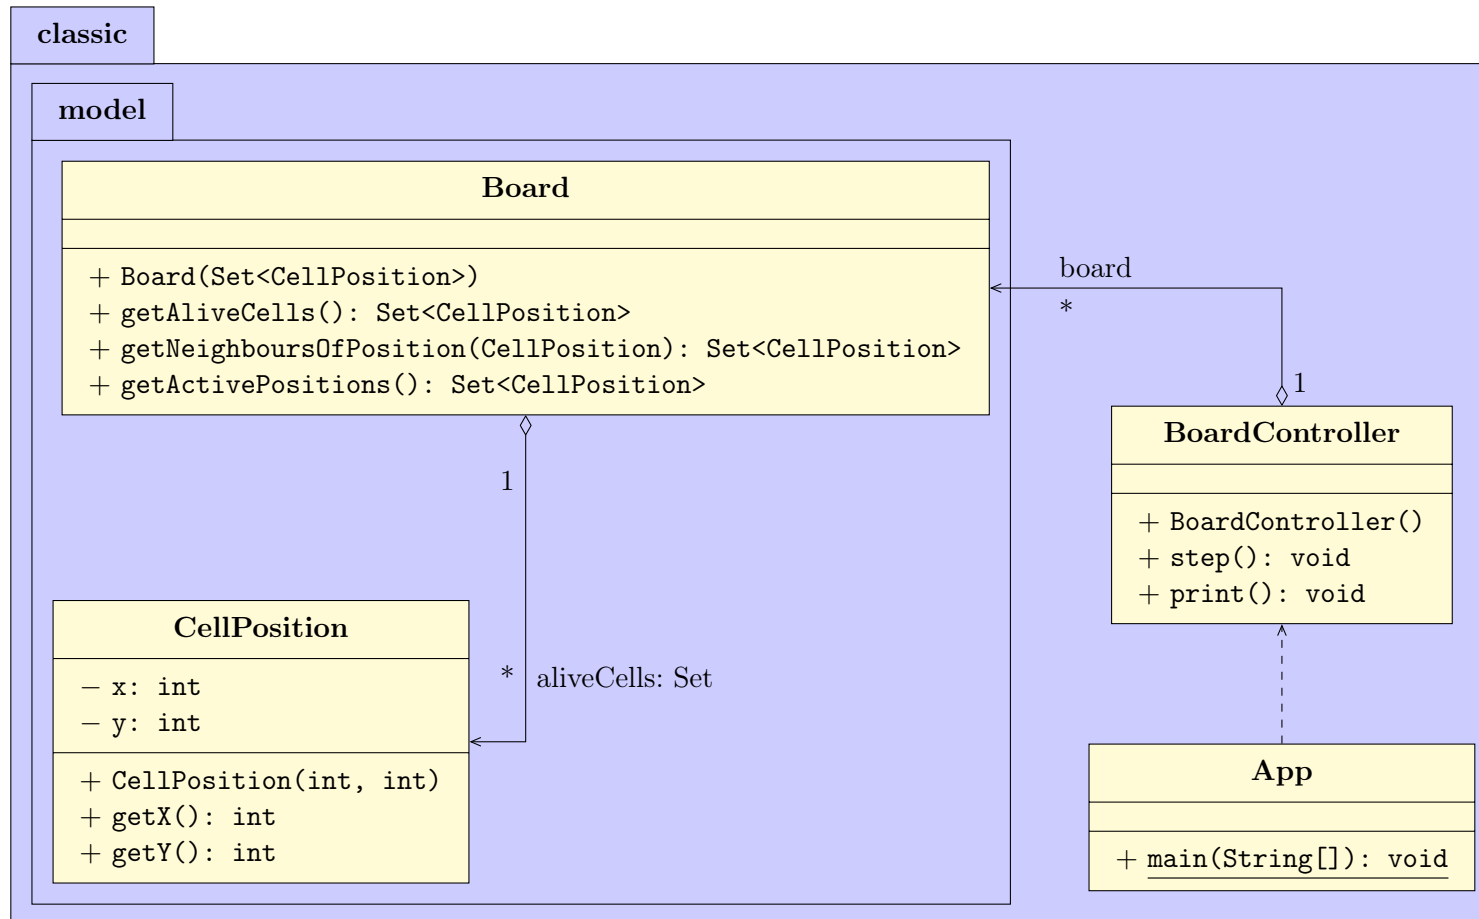 classic
model
Board
+ Board(Set<CellPosition>)
+ getAliveCells(): Set<CellPosition>
+ getNeighboursOfPosition(CellPosition): Set<CellPosition>
+ getActivePositions(): Set<CellPosition>
board
*
1
BoardController
+ BoardController()
+ step(): void
+ print(): void
1
* aliveCells: Set
CellPosition
− x: int
− y: int
+ CellPosition(int, int)
+ getX(): int
+ getY(): int
App
+ main(String[]): void